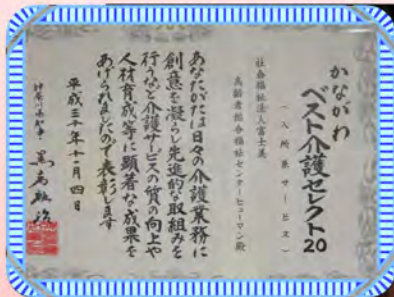 かながわ
ベスト介護セレクト20
(入所系サービス)
社会福祉法人富士美
高齢者総合福祉センターヒューマン殿
あなたがたは日々の介護業務に
創意を凝らし先進的な取組みを
行うなど介護サービスの質の向上や
人材育成等に顕著な成果を
あげられましたので表彰します
平成三十年十二月四日
神奈川県知事 黒岩祐治